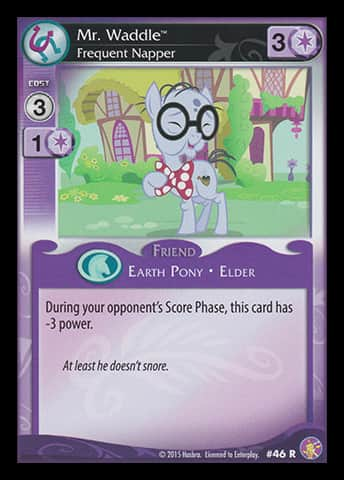 Mr. Waddle™
Frequent Napper
3
COST
3
1
FRIEND
EARTH PONY • ELDER
During your opponent's Score Phase, this card has
-3 power.
At least he doesn't snore.
© 2015 Hasbro. Licensed to Enterplay.
#46 R